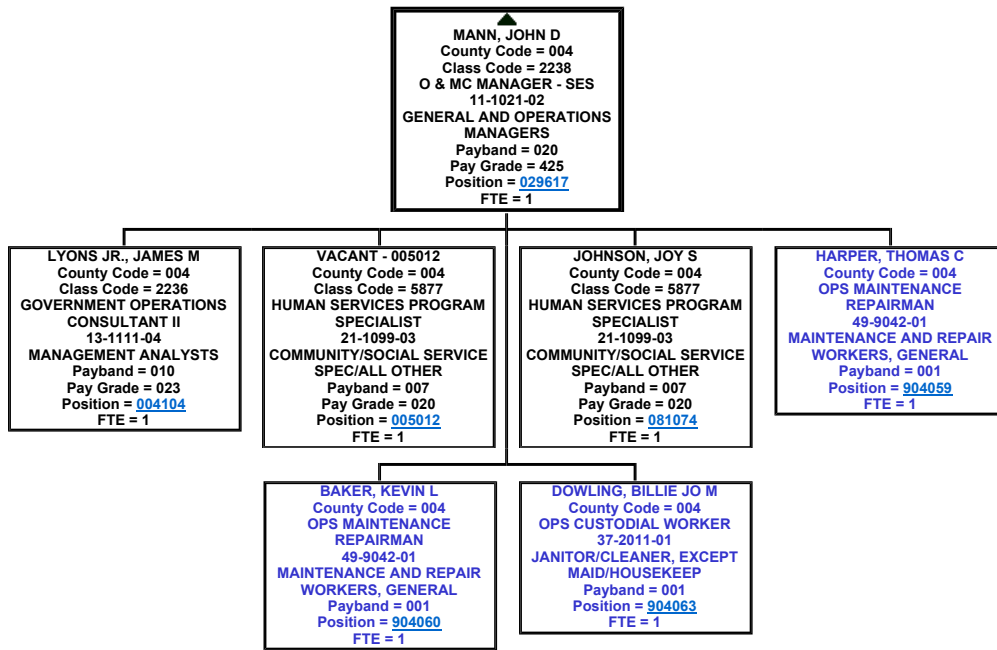 MANN, JOHN D
County Code = 004
Class Code = 2238
O & MC MANAGER - SES
11-1021-02
GENERAL AND OPERATIONS
MANAGERS
Payband = 020
Pay Grade = 425
Position = 029617
FTE = 1
LYONS JR., JAMES M
County Code = 004
Class Code = 2236
GOVERNMENT OPERATIONS
CONSULTANT II
13-1111-04
MANAGEMENT ANALYSTS
Payband = 010
Pay Grade = 023
Position = 004104
FTE = 1
VACANT - 005012
County Code = 004
Class Code = 5877
HUMAN SERVICES PROGRAM
SPECIALIST
21-1099-03
COMMUNITY/SOCIAL SERVICE
SPEC/ALL OTHER
Payband = 007
Pay Grade = 020
Position = 005012
FTE = 1
JOHNSON, JOY S
County Code = 004
Class Code = 5877
HUMAN SERVICES PROGRAM
SPECIALIST
21-1099-03
COMMUNITY/SOCIAL SERVICE
SPEC/ALL OTHER
Payband = 007
Pay Grade = 020
Position = 081074
FTE = 1
HARPER, THOMAS C
County Code = 004
OPS MAINTENANCE
REPAIRMAN
49-9042-01
MAINTENANCE AND REPAIR
WORKERS, GENERAL
Payband = 001
Position = 904059
FTE = 1
BAKER, KEVIN L
County Code = 004
OPS MAINTENANCE
REPAIRMAN
49-9042-01
MAINTENANCE AND REPAIR
WORKERS, GENERAL
Payband = 001
Position = 904060
FTE = 1
DOWLING, BILLIE JO M
County Code = 004
OPS CUSTODIAL WORKER
37-2011-01
JANITOR/CLEANER, EXCEPT
MAID/HOUSEKEEP
Payband = 001
Position = 904063
FTE = 1